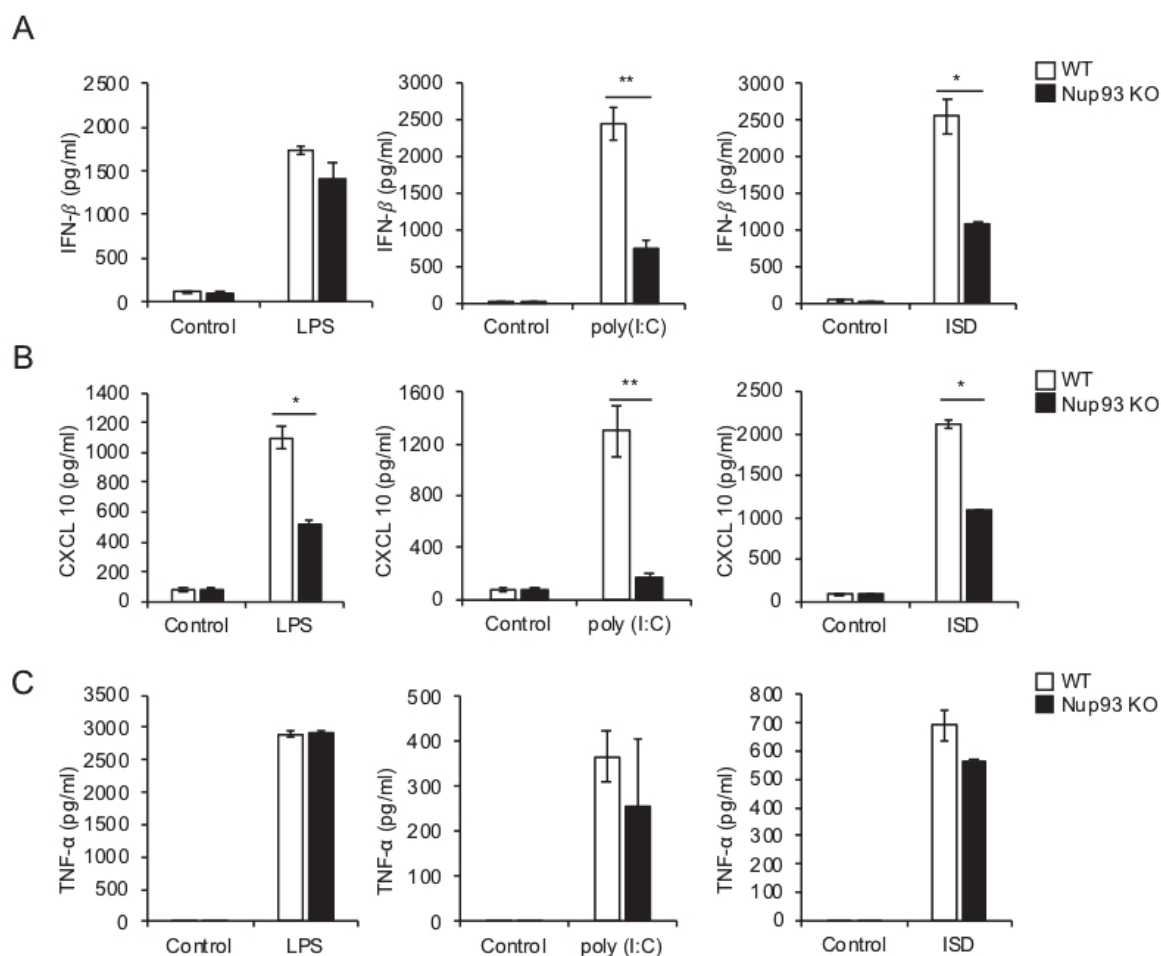 A
IFN-β (pg/ml)
2500
2000
1500
1000
500
0
Control LPS
IFN-β (pg/ml)
3000
2500
2000
1500
1000
500
0
**
Control poly(I:C)
IFN-β (pg/ml)
3000
2500
2000
1500
1000
500
0
*
Control ISD
WT
Nup93 KO
B
CXCL 10 (pg/ml)
1400
1200
1000
800
600
400
200
0
*
Control LPS
CXCL 10 (pg/ml)
1600
1200
800
400
0
**
Control poly (I:C)
CXCL 10 (pg/ml)
2500
2000
1500
1000
500
0
*
Control ISD
WT
Nup93 KO
C
TNF-α (pg/ml)
3500
3000
2500
2000
1500
1000
500
0
Control LPS
TNF-α (pg/ml)
500
400
300
200
100
0
Control poly (I:C)
TNF-α (pg/ml)
800
700
600
500
400
300
200
100
0
Control ISD
WT
Nup93 KO